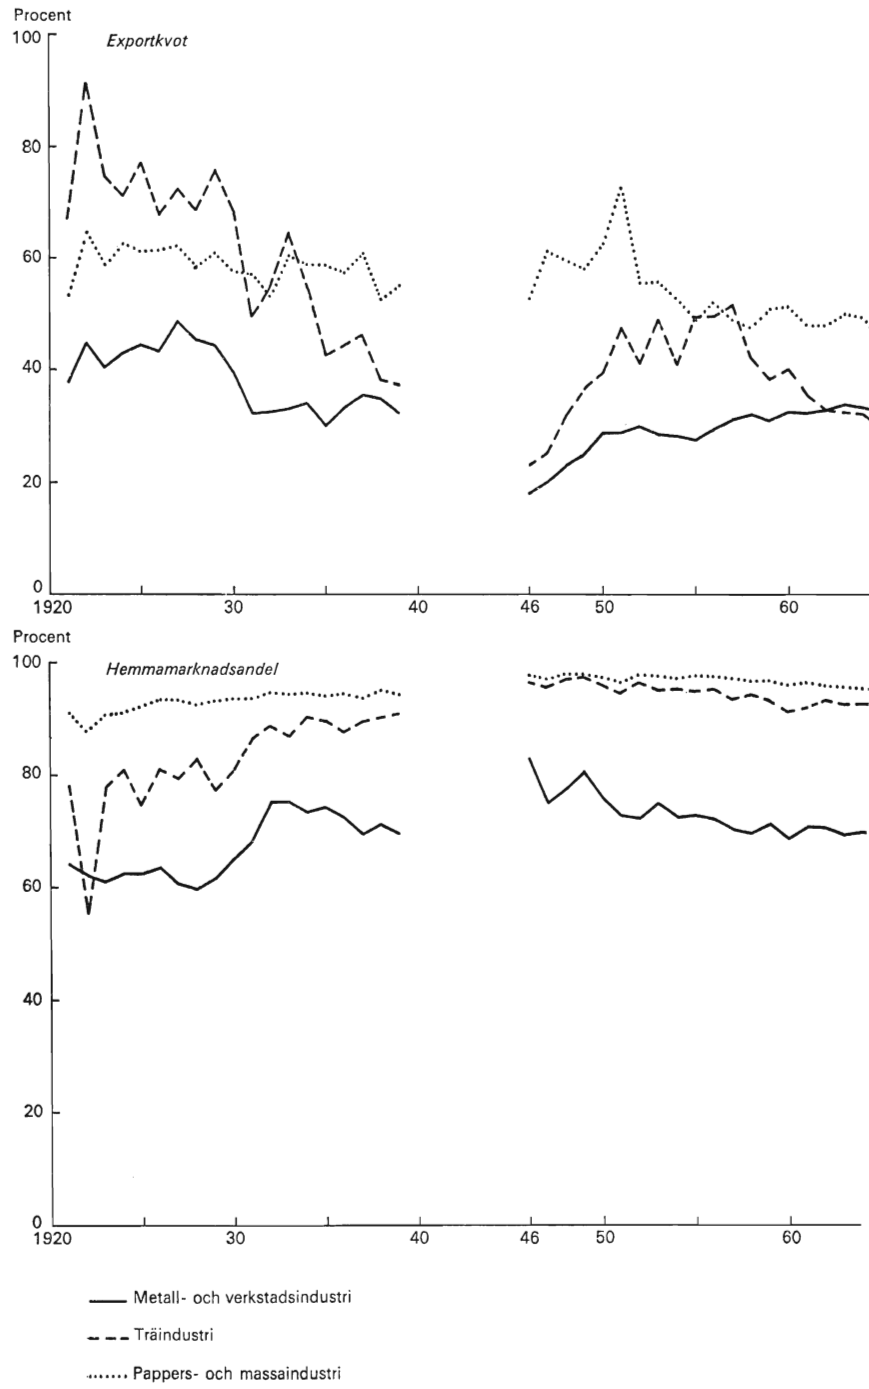 Procent
100
Exportkvot
80
60
40
20
0
1920 30 40 46 50 60
Procent
100
Hemmamarknadsandel
80
60
40
20
0
1920 30 40 46 50 60
Metall- och verkstadsindustri
Träindustri
Pappers- och massaindustri